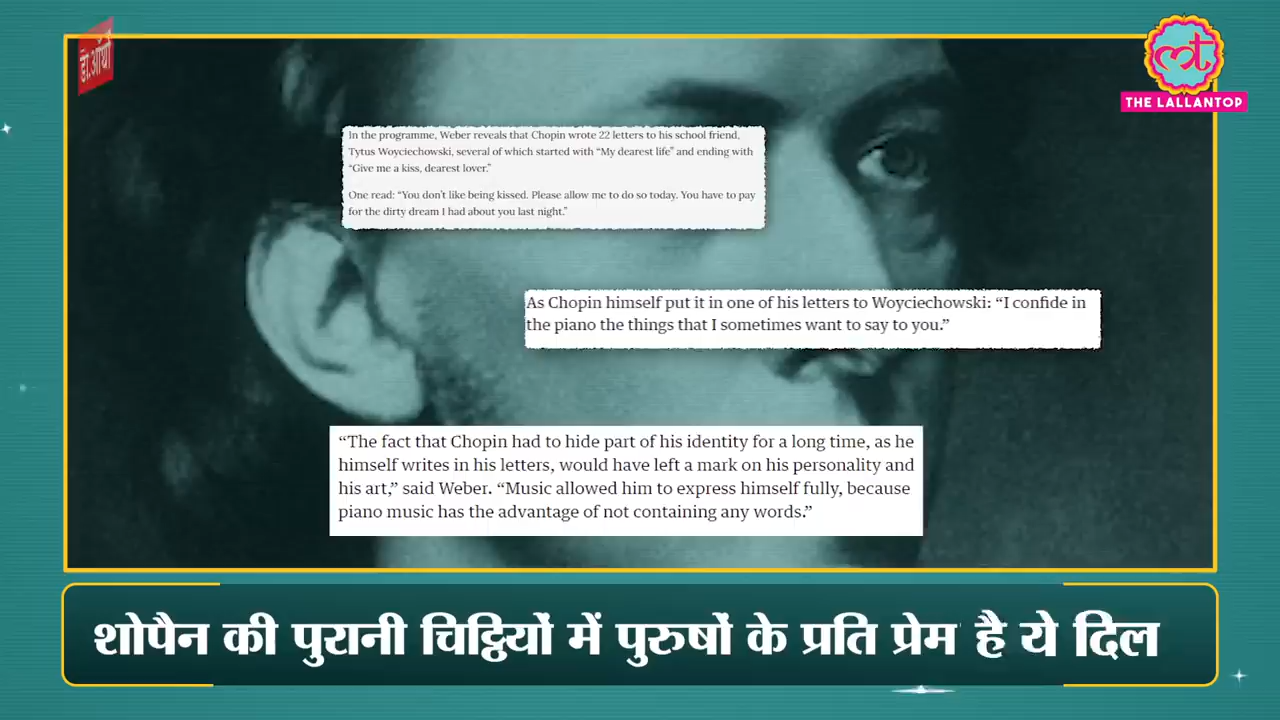 डॉ.आंर्थो
THE LALLANTOP
In the programme, Weber reveals that Chopin wrote 22 letters to his school friend,
Tytus Woyciechowski, several of which started with “My dearest life” and ending with
“Give me a kiss, dearest lover.”
One read: “You don’t like being kissed. Please allow me to do so today. You have to pay
for the dirty dream I had about you last night.”
As Chopin himself put it in one of his letters to Woyciechowski: “I confide in
the piano the things that I sometimes want to say to you.”
“The fact that Chopin had to hide part of his identity for a long time, as he
himself writes in his letters, would have left a mark on his personality and
his art,” said Weber. “Music allowed him to express himself fully, because
piano music has the advantage of not containing any words.”
शोपैन की पुरानी चिट्ठियों में पुरुषों के प्रति प्रेम है ये दिल